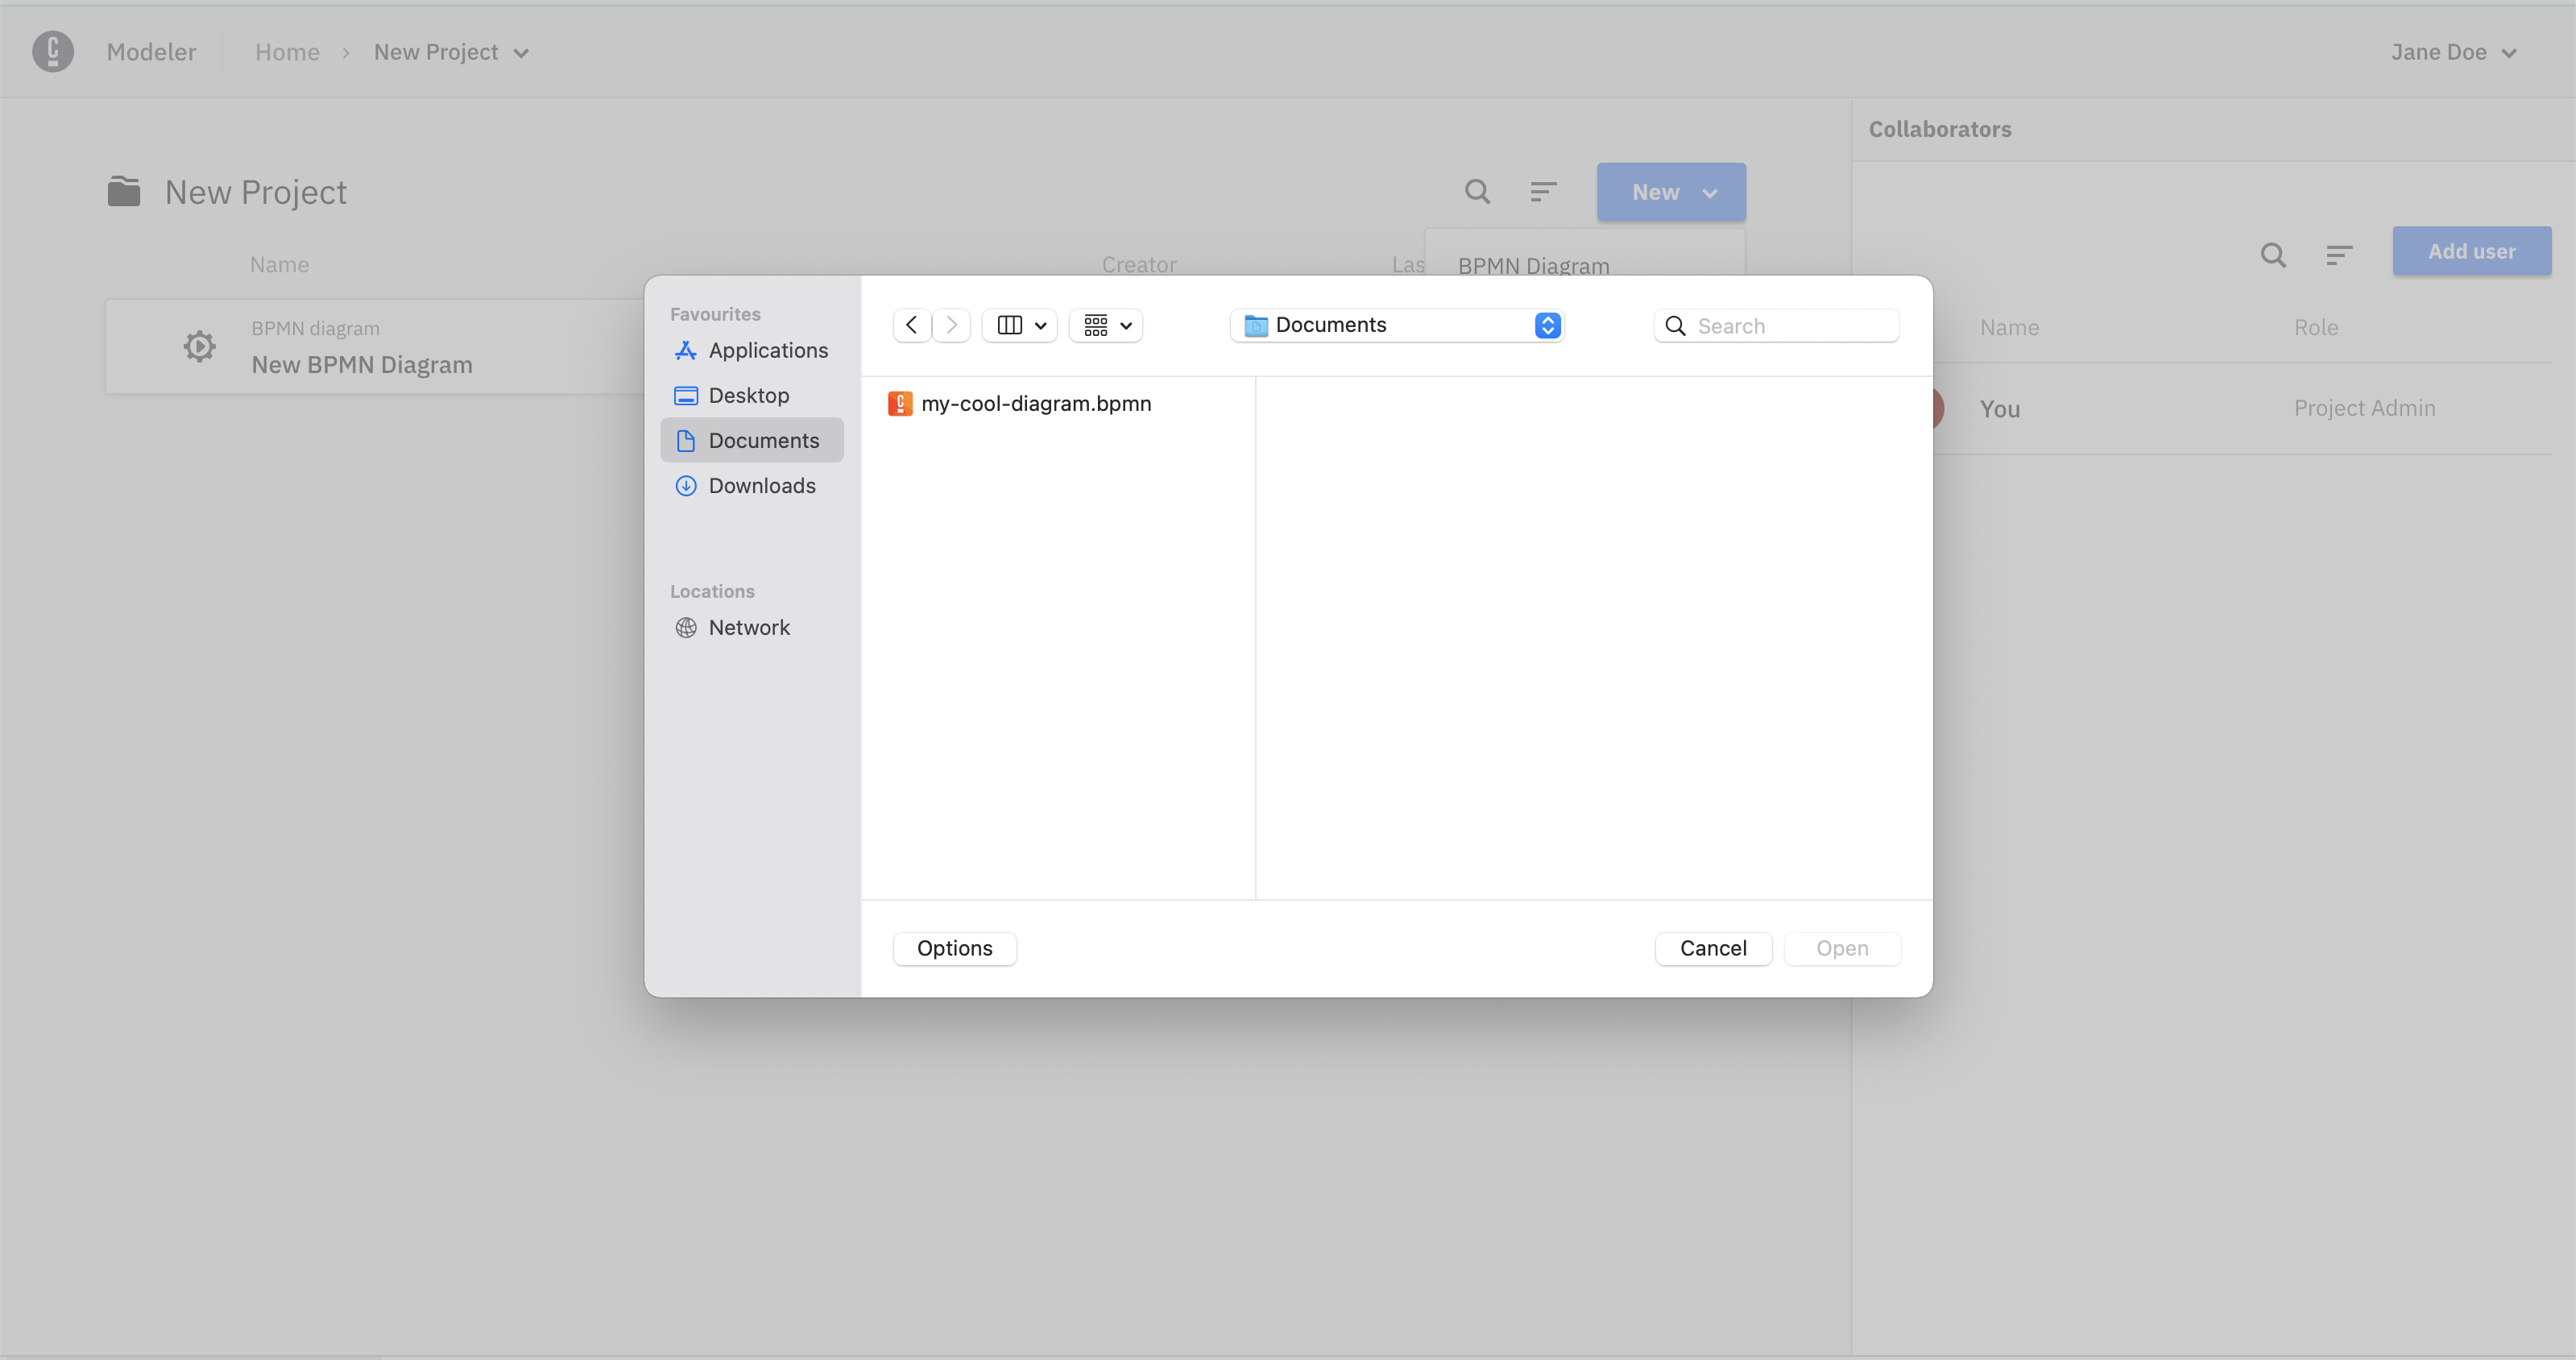 Modeler
Home
New Project
Jane Doe
New Project
New
Name
Creator
Las
BPMN Diagram
BPMN diagram
New BPMN Diagram
Collaborators
Add user
Name
Role
You
Project Admin
Favourites
Applications
Desktop
Documents
Downloads
Locations
Network
Documents
Search
my-cool-diagram.bpmn
Options
Cancel
Open